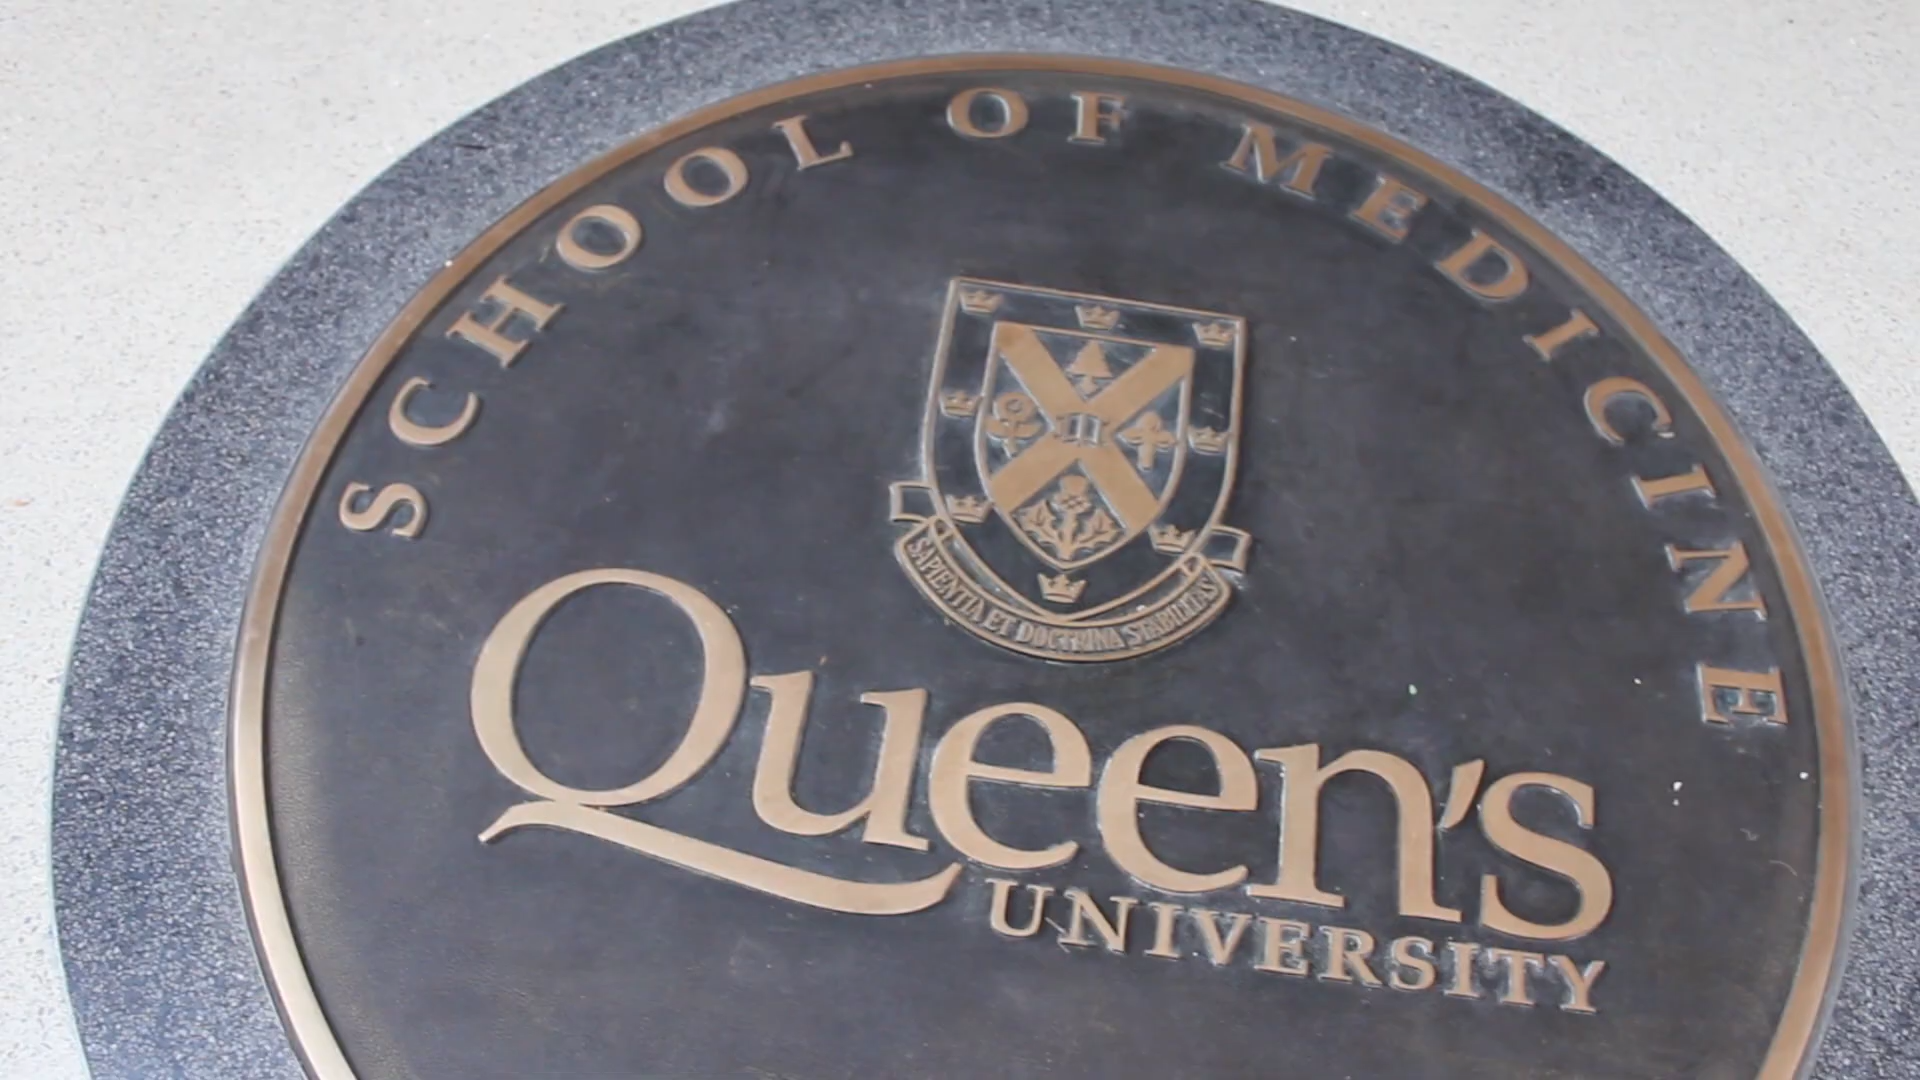 SCHOOL OF MEDICINE
SAPIENTIA ET DOCTRINA STABILITAS
Queen's
UNIVERSITY